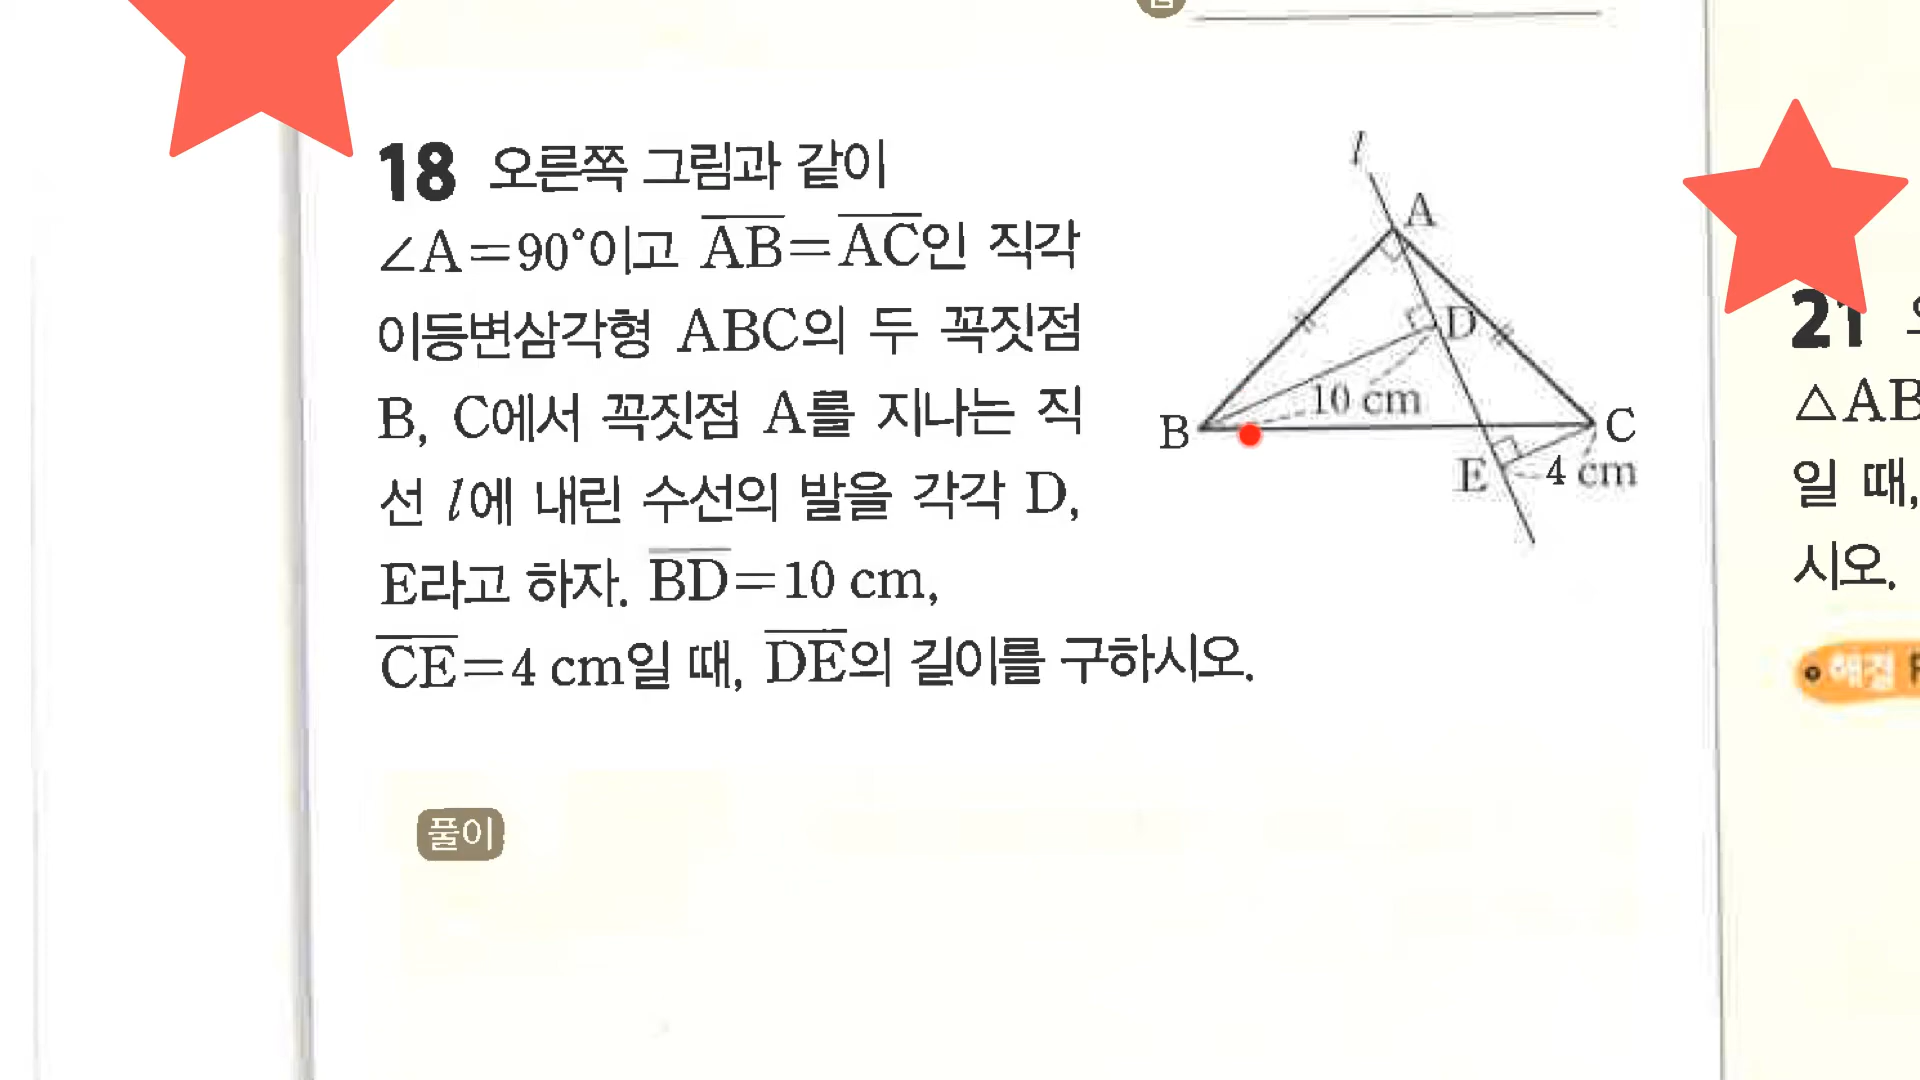 18 오른쪽 그림과 같이
∠A=90°이고 AB=AC인 직각
이등변삼각형 ABC의 두 꼭짓점
B, C에서 꼭짓점 A를 지나는 직
선 l에 내린 수선의 발을 각각 D,
E라고 하자. BD=10 cm,
CE=4 cm일 때, DE의 길이를 구하시오.
l
A
D
10 cm
B
C
E
4 cm
풀이
21
△AB
일 때,
시오.
해결